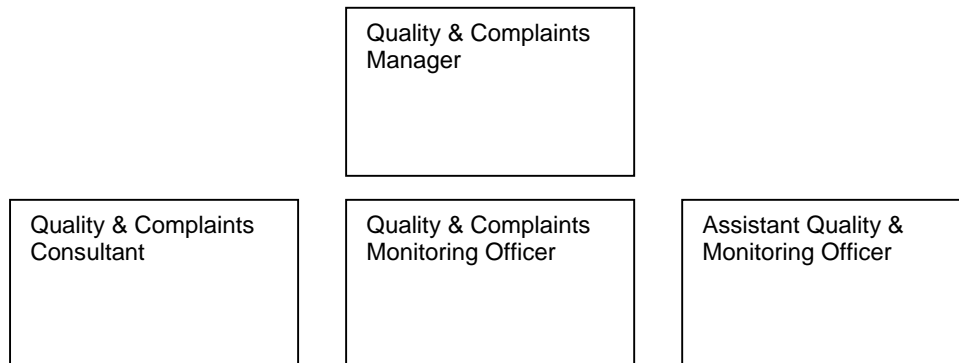 Quality & Complaints
Manager
Quality & Complaints
Consultant
Quality & Complaints
Monitoring Officer
Assistant Quality &
Monitoring Officer